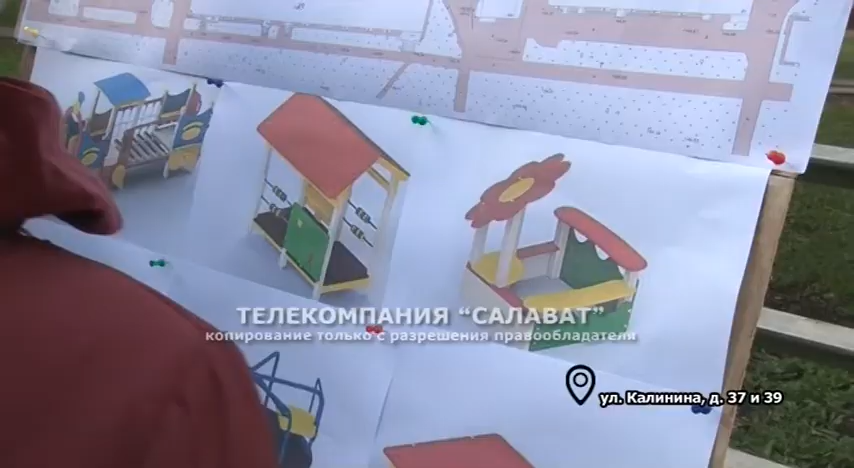 ТЕЛЕКОМПАНИЯ “САЛАВАТ”
копирование только с разрешения правообладателя
ул. Калинина, д. 37 и 39